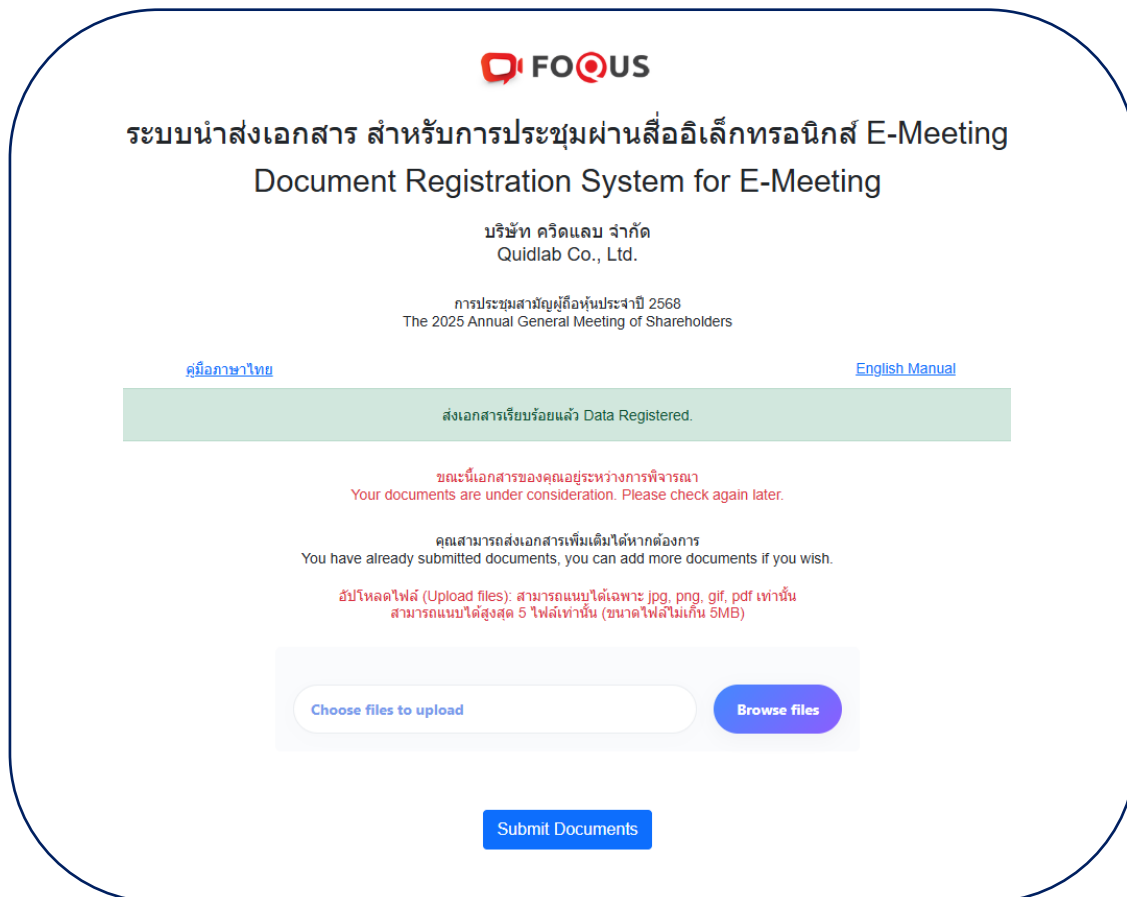 FOQUS
ระบบนำส่งเอกสาร สำหรับการประชุมผ่านสื่ออิเล็กทรอนิกส์ E-Meeting
Document Registration System for E-Meeting
บริษัท ควิดแลบ จำกัด
Quidlab Co., Ltd.
การประชุมสามัญผู้ถือหุ้นประจำปี 2568
The 2025 Annual General Meeting of Shareholders
คู่มือภาษาไทย
English Manual
ส่งเอกสารเรียบร้อยแล้ว Data Registered.
ขณะนี้เอกสารของคุณอยู่ระหว่างการพิจารณา
Your documents are under consideration. Please check again later.
คุณสามารถส่งเอกสารเพิ่มเติมได้หากต้องการ
You have already submitted documents, you can add more documents if you wish.
อัปโหลดไฟล์ (Upload files): สามารถแนบได้เฉพาะ jpg, png, gif, pdf เท่านั้น
สามารถแนบได้สูงสุด 5 ไฟล์เท่านั้น (ขนาดไฟล์ไม่เกิน 5MB)
Choose files to upload
Browse files
Submit Documents